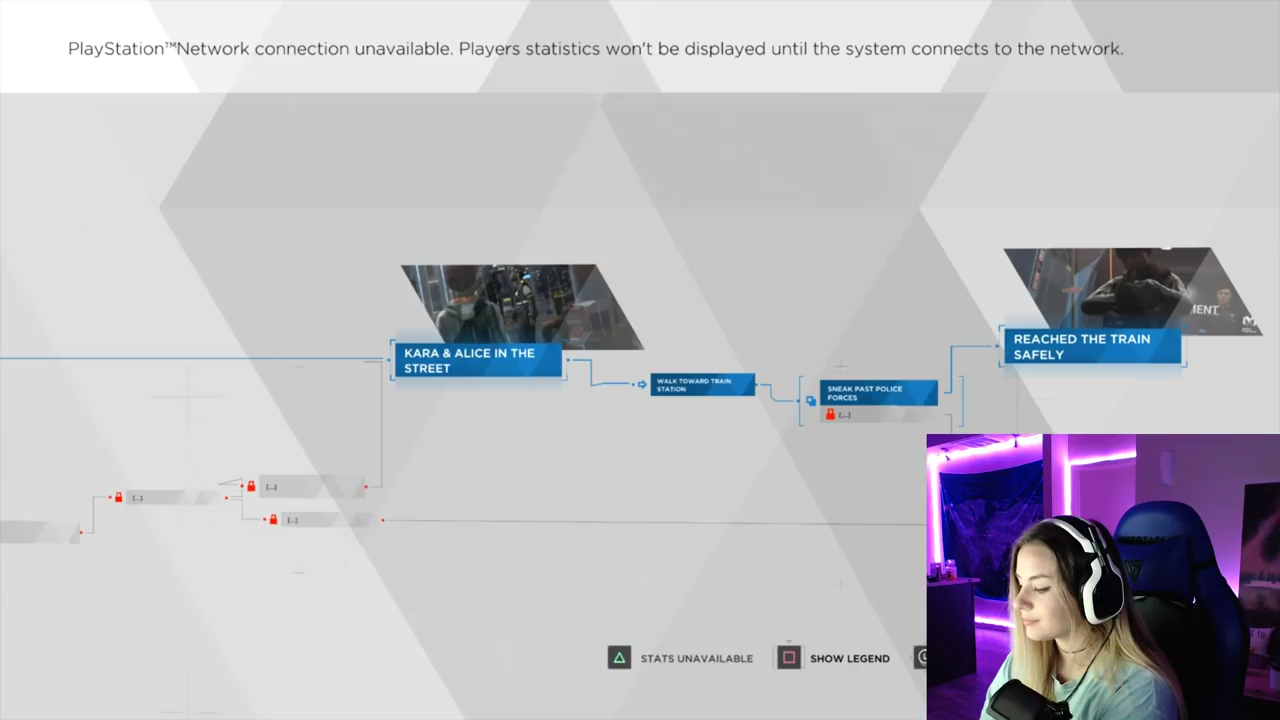 PlayStation™Network connection unavailable. Players statistics won't be displayed until the system connects to the network.
KARA & ALICE IN THE
STREET
WALK TOWARD TRAIN
STATION
SNEAK PAST POLICE
FORCES
[...]
REACHED THE TRAIN
SAFELY
[...]
[...]
[...]
STATS UNAVAILABLE
SHOW LEGEND